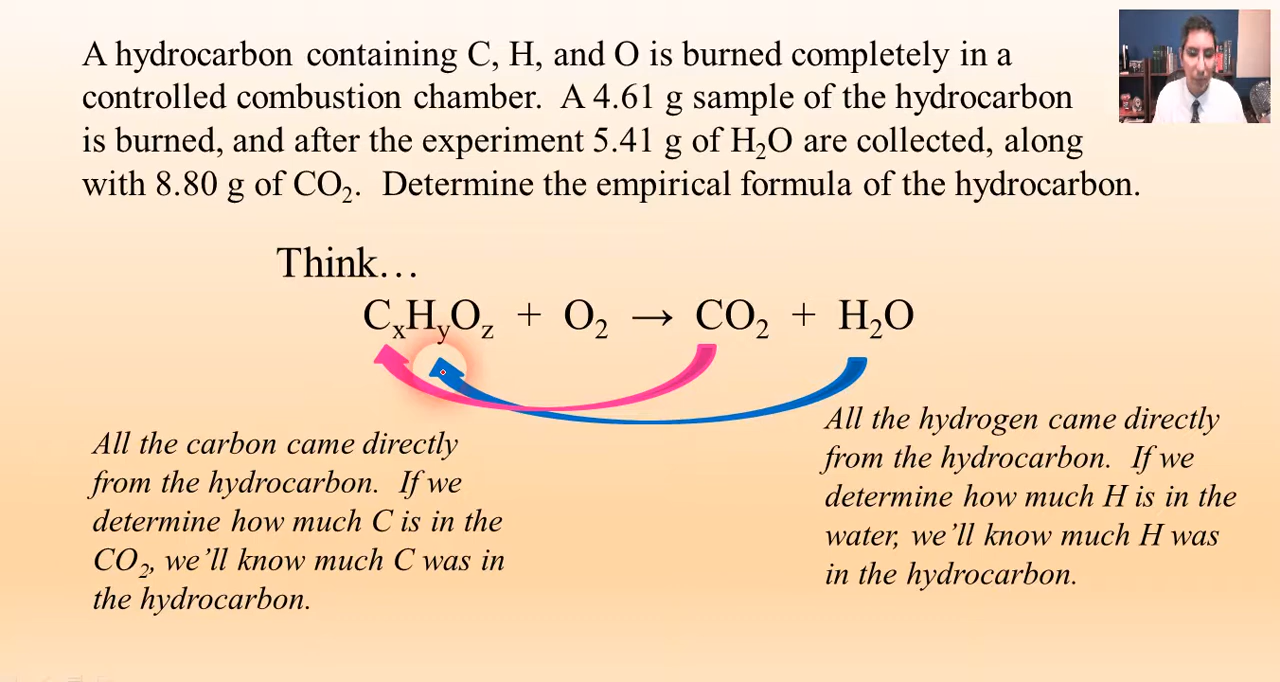 A hydrocarbon containing C, H, and O is burned completely in a
controlled combustion chamber. A 4.61 g sample of the hydrocarbon
is burned, and after the experiment 5.41 g of H₂O are collected, along
with 8.80 g of CO₂. Determine the empirical formula of the hydrocarbon.
Think…
CₓHᵧO_z + O₂ → CO₂ + H₂O
All the carbon came directly
from the hydrocarbon. If we
determine how much C is in the
CO₂, we'll know much C was in
the hydrocarbon.
All the hydrogen came directly
from the hydrocarbon. If we
determine how much H is in the
water, we'll know much H was
in the hydrocarbon.